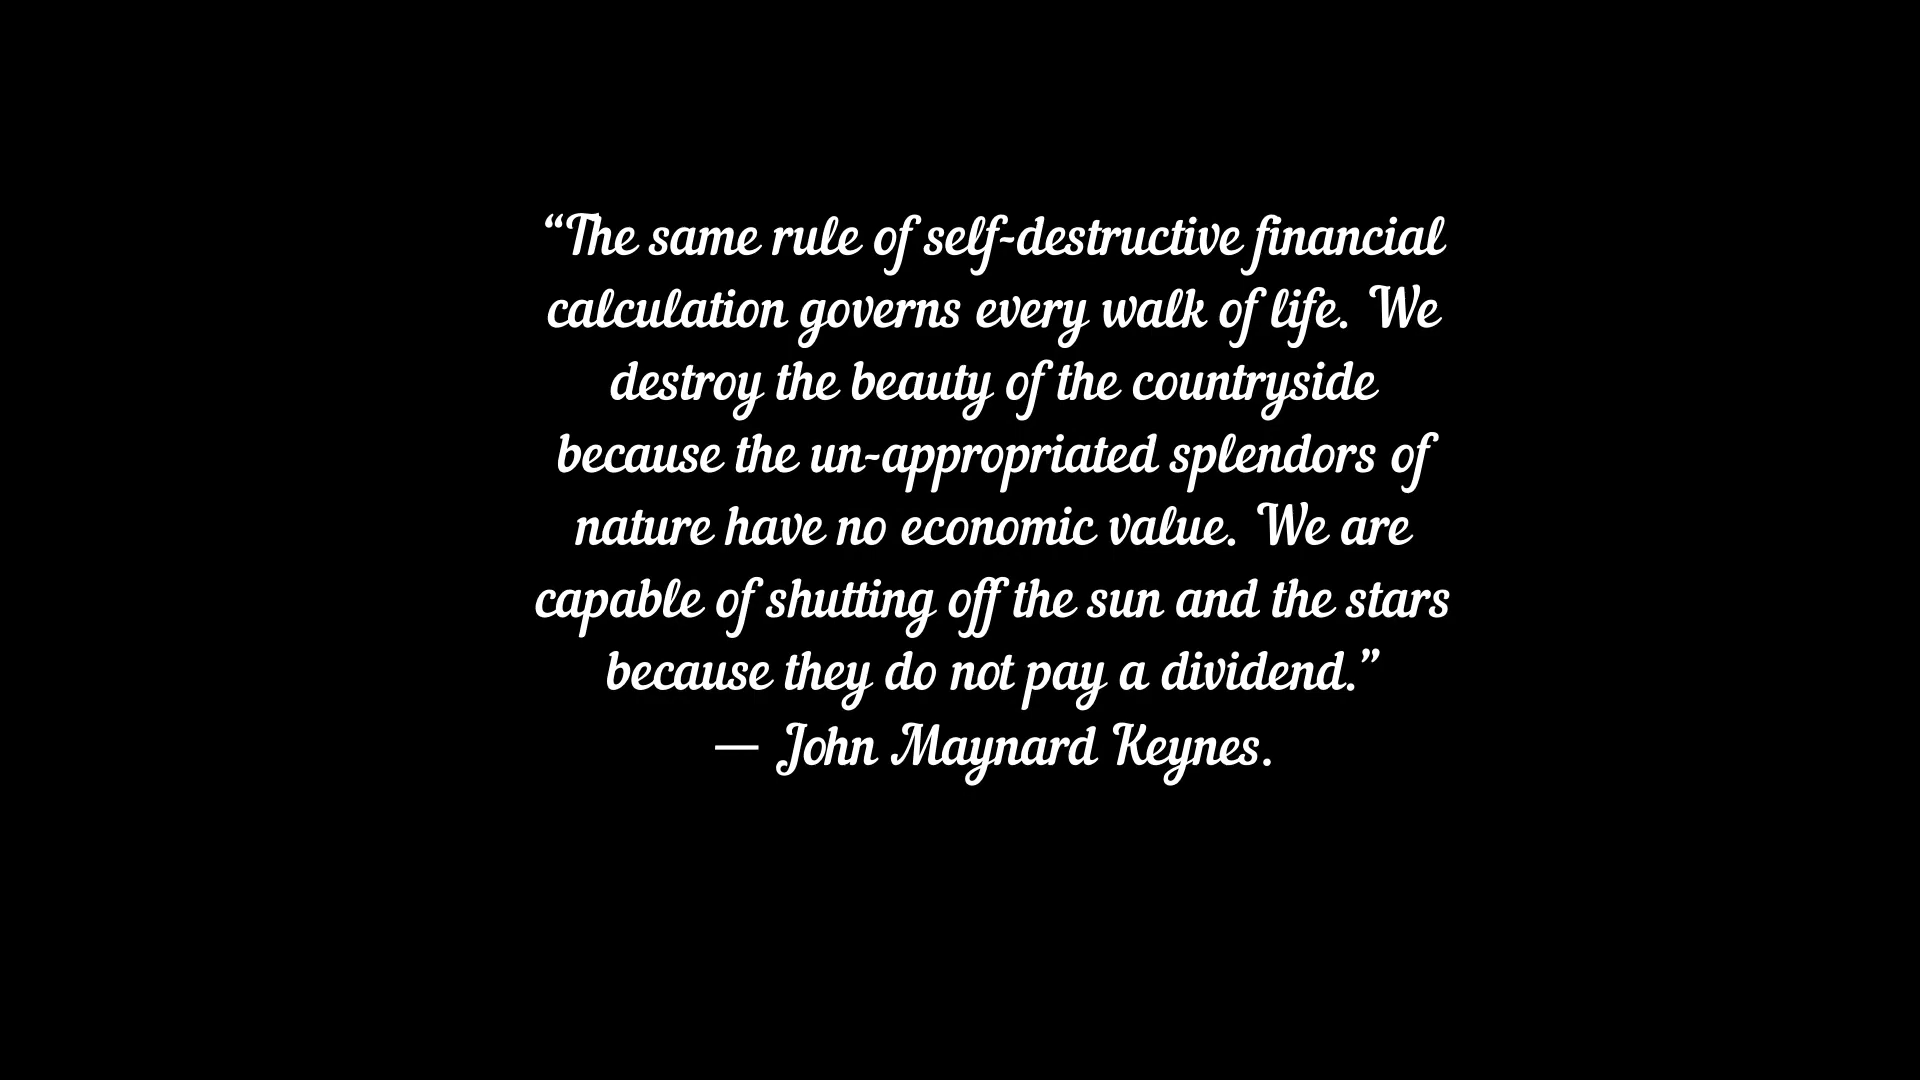 “The same rule of self-destructive financial
calculation governs every walk of life. We
destroy the beauty of the countryside
because the un-appropriated splendors of
nature have no economic value. We are
capable of shutting off the sun and the stars
because they do not pay a dividend.”
— John Maynard Keynes.